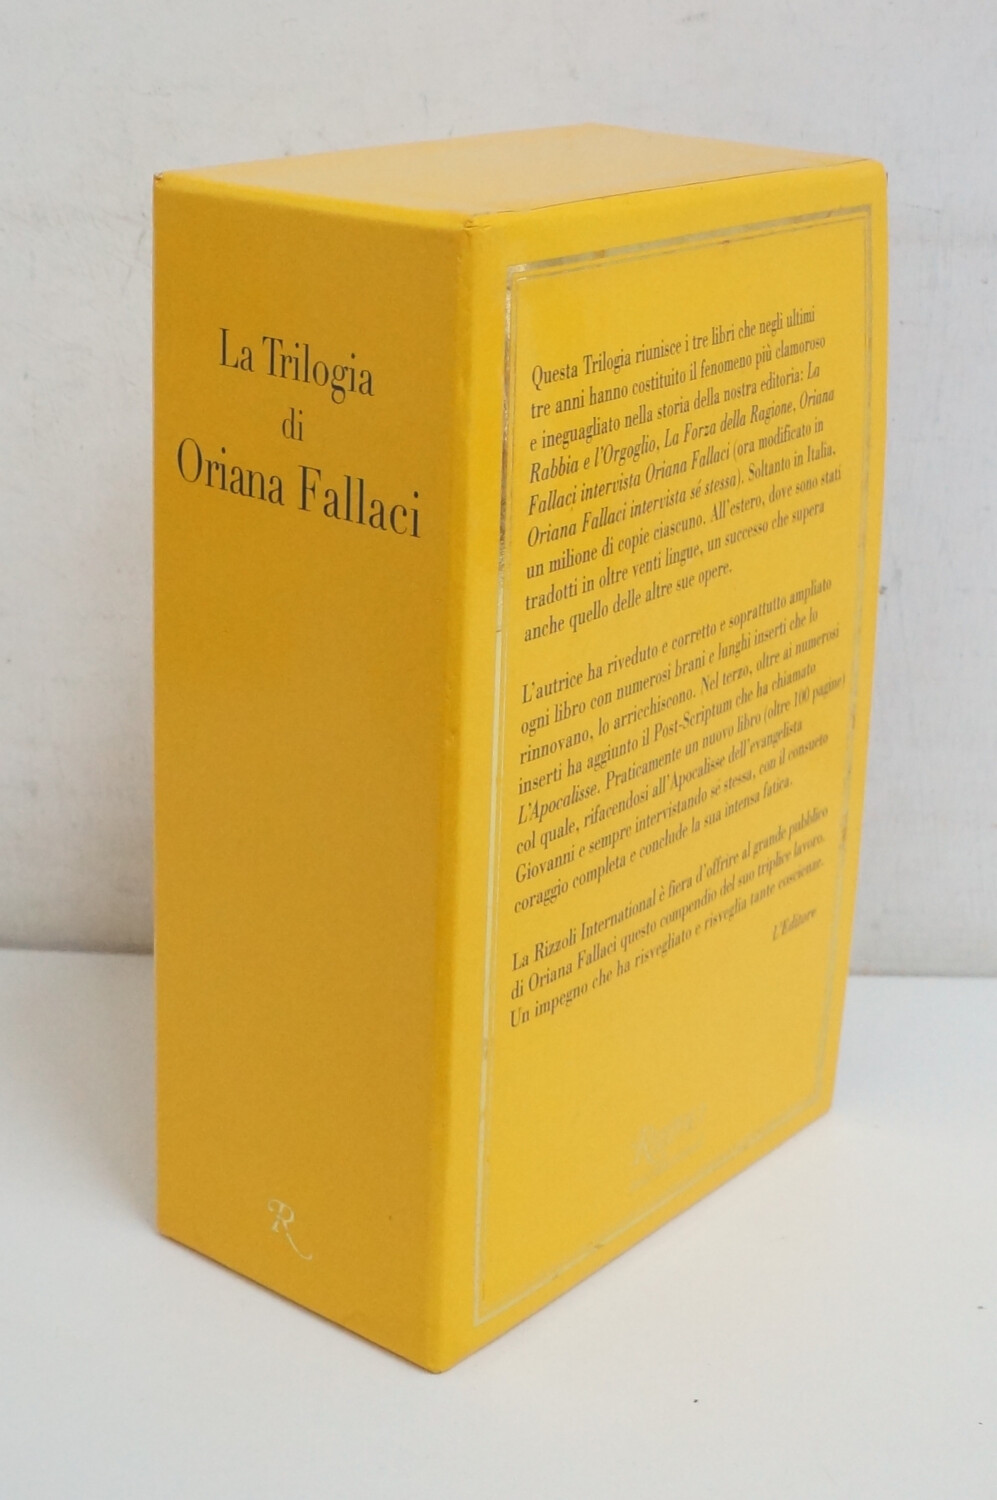 La Trilogia
di
Oriana Fallaci
R
Questa Trilogia riunisce i tre libri che negli ultimi
tre anni hanno costituito il fenomeno più clamoroso
e ineguagliato nella storia della nostra editoria: La
Rabbia e l'Orgoglio, La Forza della Ragione, Oriana
Fallaci intervista Oriana Fallaci (ora modificato in
Oriana Fallaci intervista sé stessa). Soltanto in Italia,
un milione di copie ciascuno. All'estero, dove sono stati
tradotti in oltre venti lingue, un successo che supera
anche quello delle altre sue opere.
L'autrice ha riveduto e corretto e soprattutto ampliato
ogni libro con numerosi brani e lunghi inserti che lo
rinnovano, lo arricchiscono. Nel terzo, oltre ai numerosi
inserti ha aggiunto il Post-Scriptum che ha chiamato
L'Apocalisse. Praticamente un nuovo libro (oltre 100 pagine)
col quale, rifacendosi all'Apocalisse dell'evangelista
Giovanni e sempre intervistando sé stessa, con il consueto
coraggio completa e conclude la sua intensa fatica.
La Rizzoli International è fiera d'offrire al grande pubblico
di Oriana Fallaci questo compendio del suo triplice lavoro.
Un impegno che ha risvegliato e risveglia tante coscienze.
L'Editore